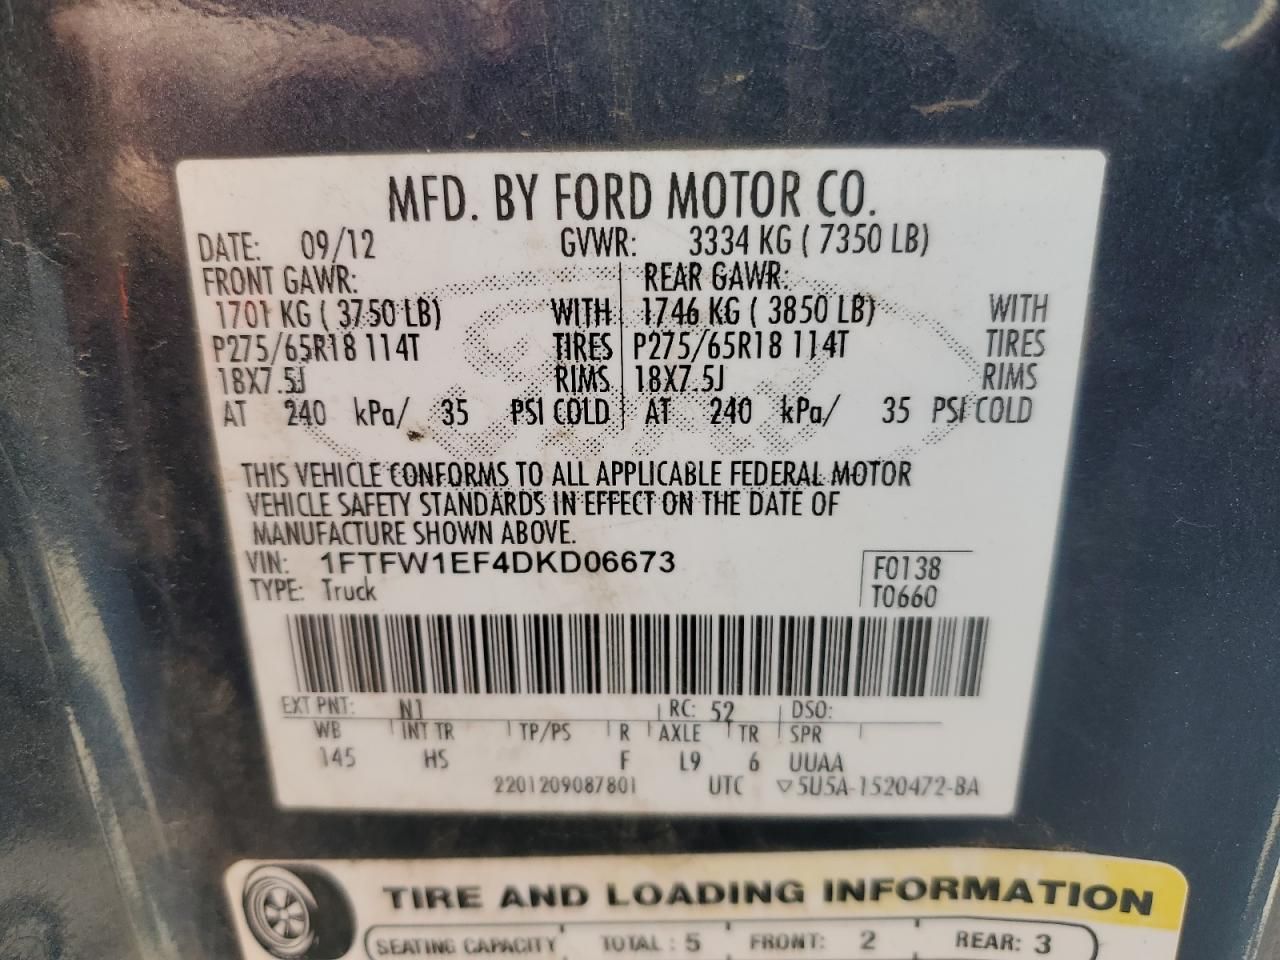 MFD. BY FORD MOTOR CO.
DATE: 09/12 GVWR: 3334 KG ( 7350 LB)
FRONT GAWR: REAR GAWR:
1701 KG ( 3750 LB) WITH 1746 KG ( 3850 LB) WITH
P275/65R18 114T TIRES P275/65R18 114T TIRES
18X7.5J RIMS 18X7.5J RIMS
AT 240 kPa/ 35 PSI COLD AT 240 kPa/ 35 PSI COLD
THIS VEHICLE CONFORMS TO ALL APPLICABLE FEDERAL MOTOR
VEHICLE SAFETY STANDARDS IN EFFECT ON THE DATE OF
MANUFACTURE SHOWN ABOVE.
VIN: 1FTFW1EF4DKD06673 F0138
TYPE: Truck T0660
EXT PNT: N1 RC: 52 DSO:
WB INT TR TP/PS R AXLE TR SPR
145 HS F L9 6 UUAA
2201209087801 UTC ▽5U5A-1520472-BA
TIRE AND LOADING INFORMATION
SEATING CAPACITY TOTAL : 5 FRONT: 2 REAR: 3